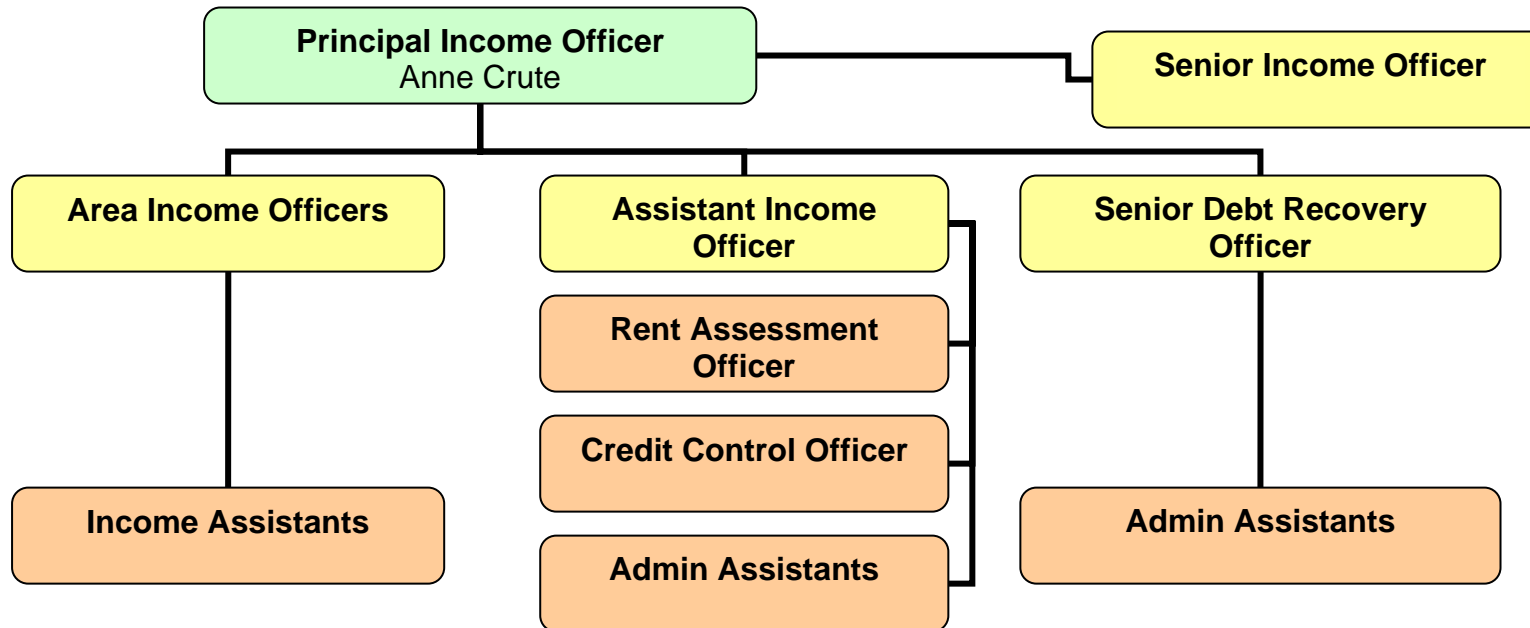 Principal Income Officer
Anne Crute
Senior Income Officer
Area Income Officers
Assistant Income
Officer
Senior Debt Recovery
Officer
Rent Assessment
Officer
Credit Control Officer
Income Assistants
Admin Assistants
Admin Assistants